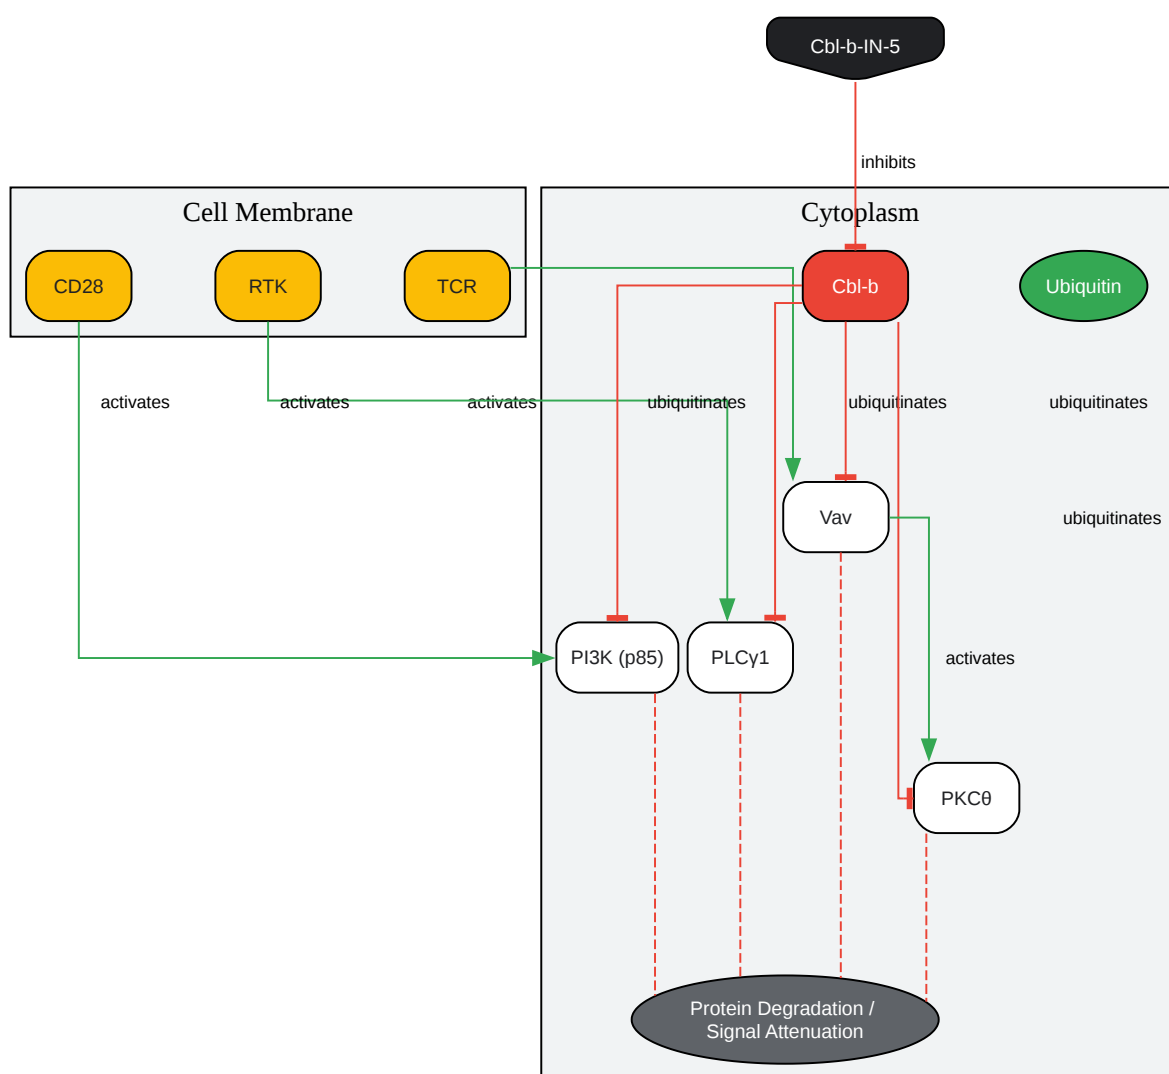 Cbl-b-IN-5
inhibits
Cell Membrane
Cytoplasm
CD28
RTK
TCR
Cbl-b
Ubiquitin
activates
activates
activates
ubiquitinates
ubiquitinates
ubiquitinates
Vav
ubiquitinates
PI3K (p85)
PLCγ1
activates
PKCθ
Protein Degradation /
Signal Attenuation